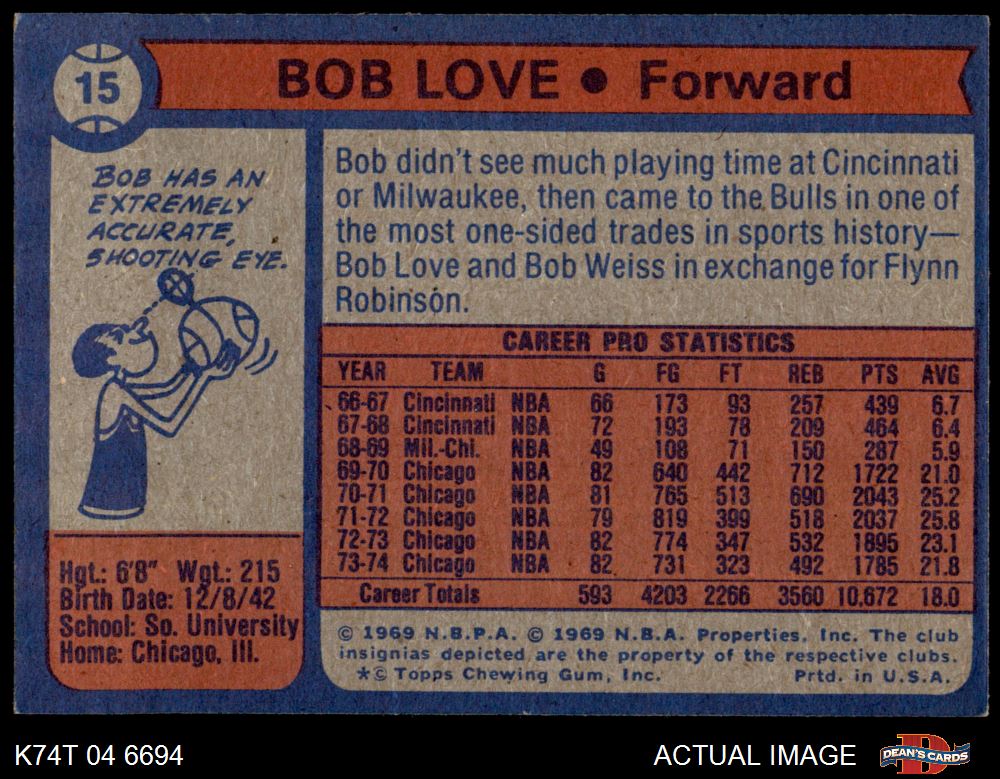 15
BOB LOVE ● Forward
BOB HAS AN
EXTREMELY
ACCURATE,
SHOOTING EYE.
Hgt.: 6'8" Wgt.: 215
Birth Date: 12/8/42
School: So. University
Home: Chicago, Ill.
Bob didn't see much playing time at Cincinnati
or Milwaukee, then came to the Bulls in one of
the most one-sided trades in sports history—
Bob Love and Bob Weiss in exchange for Flynn
Robinson.
CAREER PRO STATISTICS
YEAR TEAM G FG FT REB PTS AVG
66-67 Cincinnati NBA 66 173 93 257 439 6.7
67-68 Cincinnati NBA 72 193 78 209 464 6.4
68-69 Mil.-Chi. NBA 49 108 71 150 287 5.9
69-70 Chicago NBA 82 640 442 712 1722 21.0
70-71 Chicago NBA 81 765 513 690 2043 25.2
71-72 Chicago NBA 79 819 399 518 2037 25.8
72-73 Chicago NBA 82 774 347 532 1895 23.1
73-74 Chicago NBA 82 731 323 492 1785 21.8
Career Totals 593 4203 2266 3560 10,672 18.0
© 1969 N.B.P.A. © 1969 N.B.A. Properties, Inc. The club
insignias depicted are the property of the respective clubs.
*© Topps Chewing Gum, Inc. Prtd. in U.S.A.
K74T 04 6694
ACTUAL IMAGE
D
DEAN'S CARDS